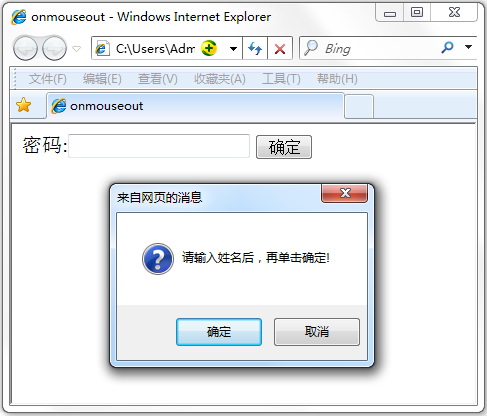 onmouseout - Windows Internet Explorer
C:\Users\Adm
Bing
文件(F) 编辑(E) 查看(V) 收藏夹(A) 工具(T) 帮助(H)
onmouseout
密码: 确定
来自网页的消息
请输入姓名后，再单击确定!
确定 取消